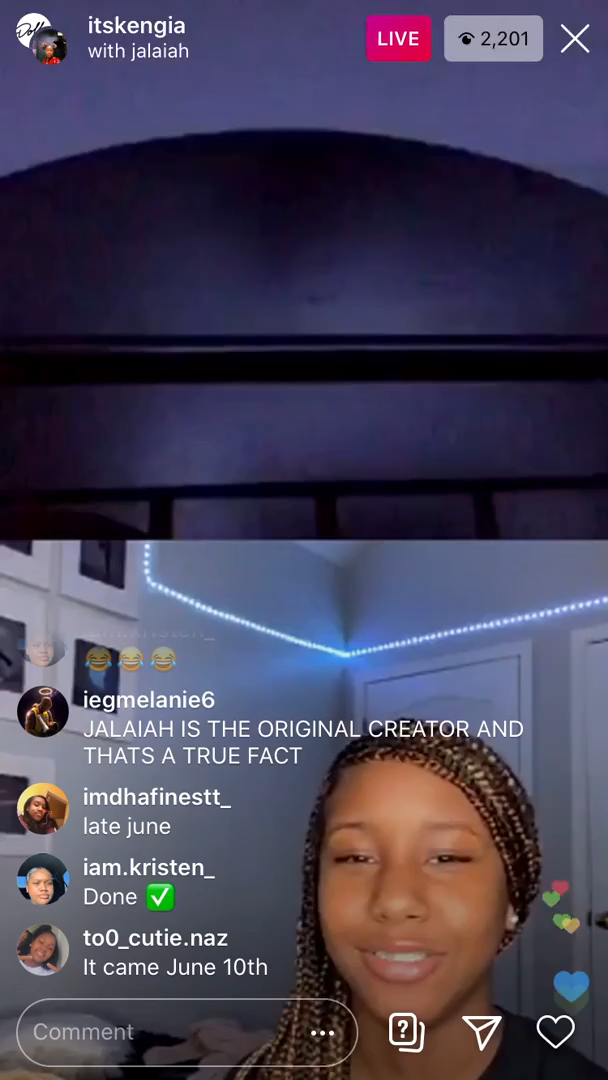 itskengia
LIVE
2,201
with jalaiah
😂😂😂
iegmelanie6
JALAIAH IS THE ORIGINAL CREATOR AND
THATS A TRUE FACT
imdhafinestt_
late june
iam.kristen_
Done ✅
to0_cutie.naz
It came June 10th
Comment